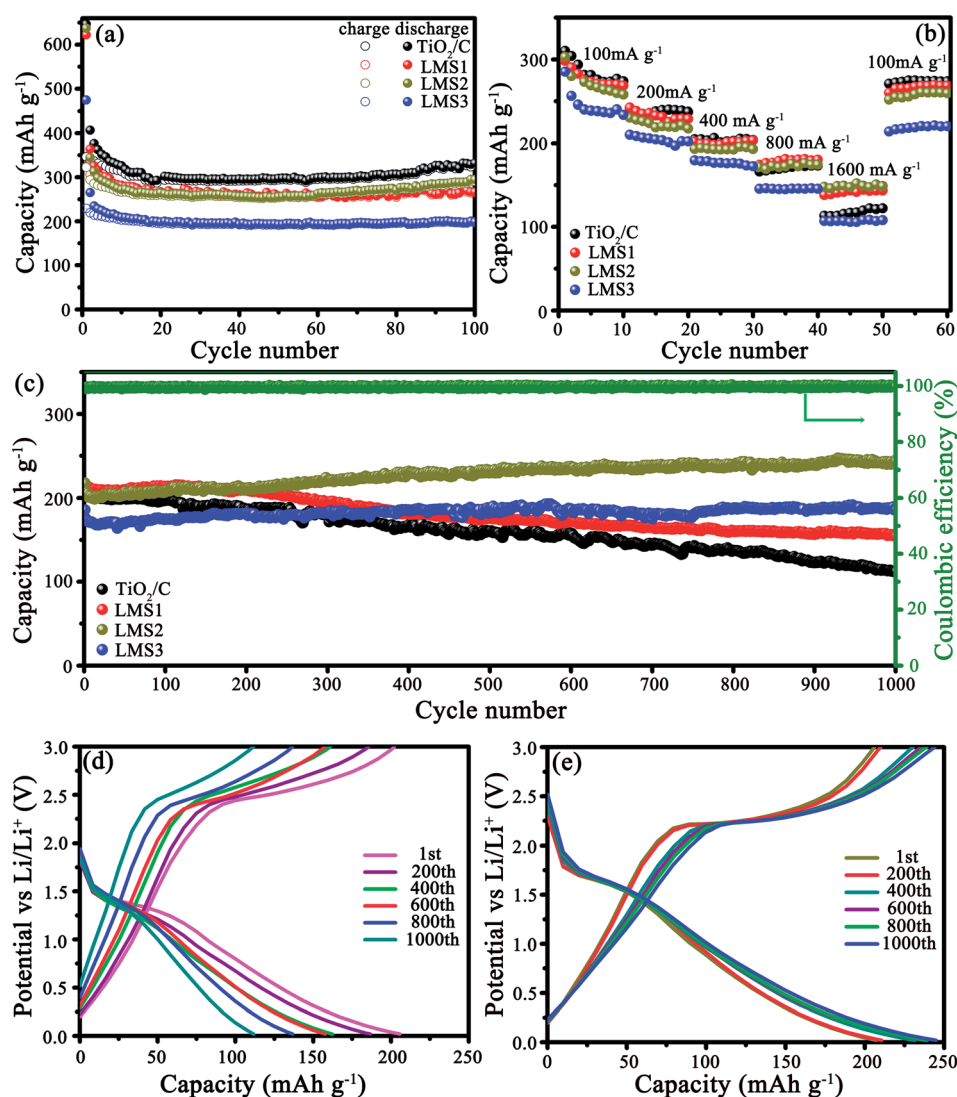 (a)
charge discharge
TiO₂/C
LMS1
LMS2
LMS3
Capacity (mAh g⁻¹)
600
500
400
300
200
100
0
0 20 40 60 80 100
Cycle number
(b)
100mA g⁻¹
200mA g⁻¹
400 mA g⁻¹
800 mA g⁻¹
1600 mA g⁻¹
100mA g⁻¹
TiO₂/C
LMS1
LMS2
LMS3
Capacity (mAh g⁻¹)
300
200
100
0
0 10 20 30 40 50 60
Cycle number
(c)
Capacity (mAh g⁻¹)
300
200
100
0
TiO₂/C
LMS1
LMS2
LMS3
0 100 200 300 400 500 600 700 800 900 1000
Cycle number
100
80
60
40
20
0
Coulombic efficiency (%)
(d)
Potential vs Li/Li⁺ (V)
3.0
2.5
2.0
1.5
1.0
0.5
0.0
1st
200th
400th
600th
800th
1000th
0 50 100 150 200 250
Capacity (mAh g⁻¹)
(e)
Potential vs Li/Li⁺ (V)
3.0
2.5
2.0
1.5
1.0
0.5
0.0
1st
200th
400th
600th
800th
1000th
0 50 100 150 200 250
Capacity (mAh g⁻¹)